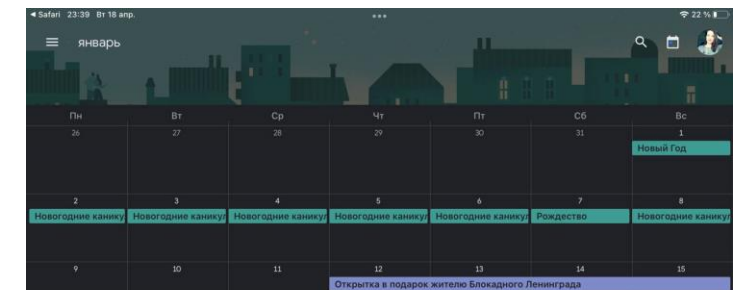 Safari 23:39 Вт 18 апр. 22 %
январь
Пн Вт Ср Чт Пт Сб Вс
26 27 28 29 30 31 1
Новый Год
2 3 4 5 6 7 8
Новогодние канику Новогодние каникул Новогодние каникул Новогодние каникул Новогодние каникул Рождество Новогодние каникул
9 10 11 12 13 14 15
Открытка в подарок жителю Блокадного Ленинграда